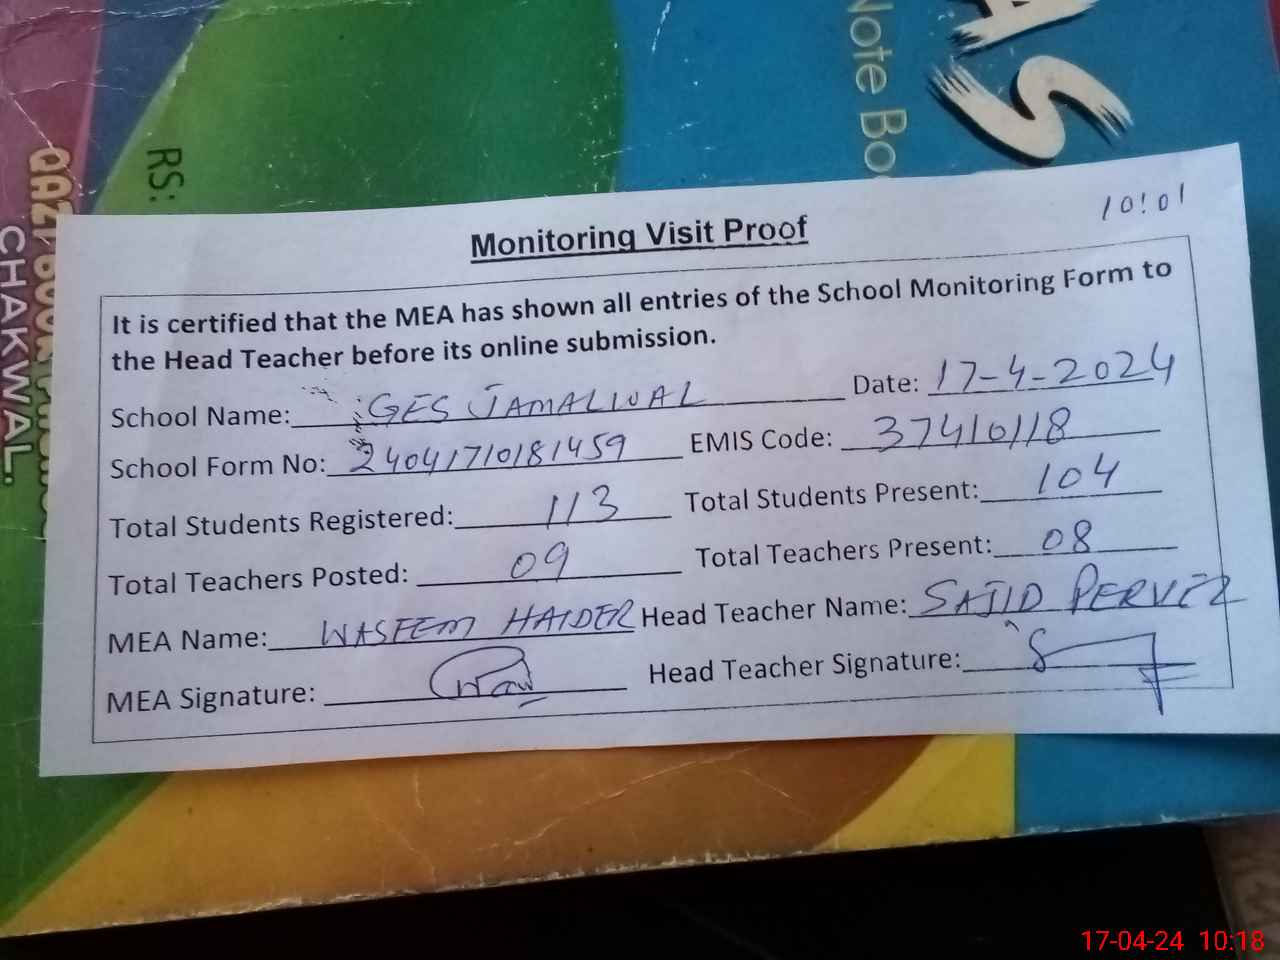 AS
Note Bo
RS:
QAZI BOOK
CHAKWAL.
10:01
Monitoring Visit Proof
It is certified that the MEA has shown all entries of the School Monitoring Form to
the Head Teacher before its online submission.
School Name: GES JAMALWAL Date: 17-4-2024
School Form No: 24041710181459 EMIS Code: 37410118
Total Students Registered: 113 Total Students Present: 104
Total Teachers Posted: 09 Total Teachers Present: 08
MEA Name: WASEEM HAIDER Head Teacher Name: SAJID PERVEZ
MEA Signature: Head Teacher Signature:
17-04-24 10:18